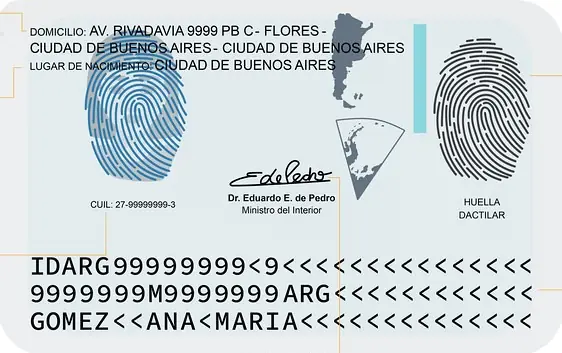 DOMICILIO: AV. RIVADAVIA 9999 PB C - FLORES -
CIUDAD DE BUENOS AIRES - CIUDAD DE BUENOS AIRES
LUGAR DE NACIMIENTO: CIUDAD DE BUENOS AIRES
E de Pedro
Dr. Eduardo E. de Pedro
Ministro del Interior
CUIL: 27-99999999-3
HUELLA
DACTILAR
IDARG99999999<9<<<<<<<<<<<<<<<
9999999M9999999ARG<<<<<<<<<<<<
GOMEZ<<ANA<MARIA<<<<<<<<<<<<<<